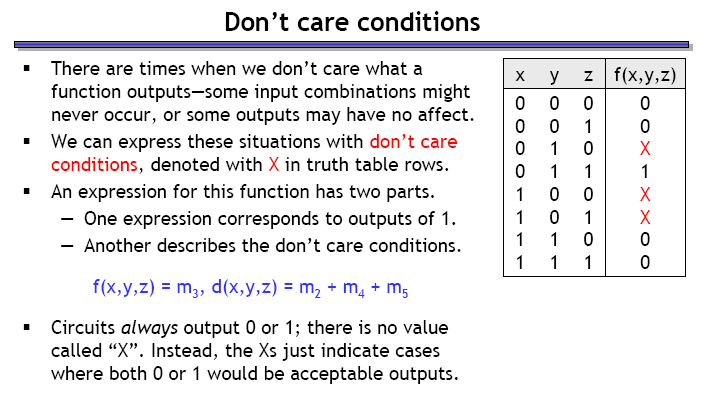 Don't care conditions
▪ There are times when we don't care what a
function outputs—some input combinations might
never occur, or some outputs may have no affect.
▪ We can express these situations with don't care
conditions, denoted with X in truth table rows.
▪ An expression for this function has two parts.
— One expression corresponds to outputs of 1.
— Another describes the don't care conditions.
f(x,y,z) = m₃, d(x,y,z) = m₂ + m₄ + m₅
▪ Circuits always output 0 or 1; there is no value
called “X”. Instead, the Xs just indicate cases
where both 0 or 1 would be acceptable outputs.
x y z f(x,y,z)
0 0 0 0
0 0 1 0
0 1 0 X
0 1 1 1
1 0 0 X
1 0 1 X
1 1 0 0
1 1 1 0